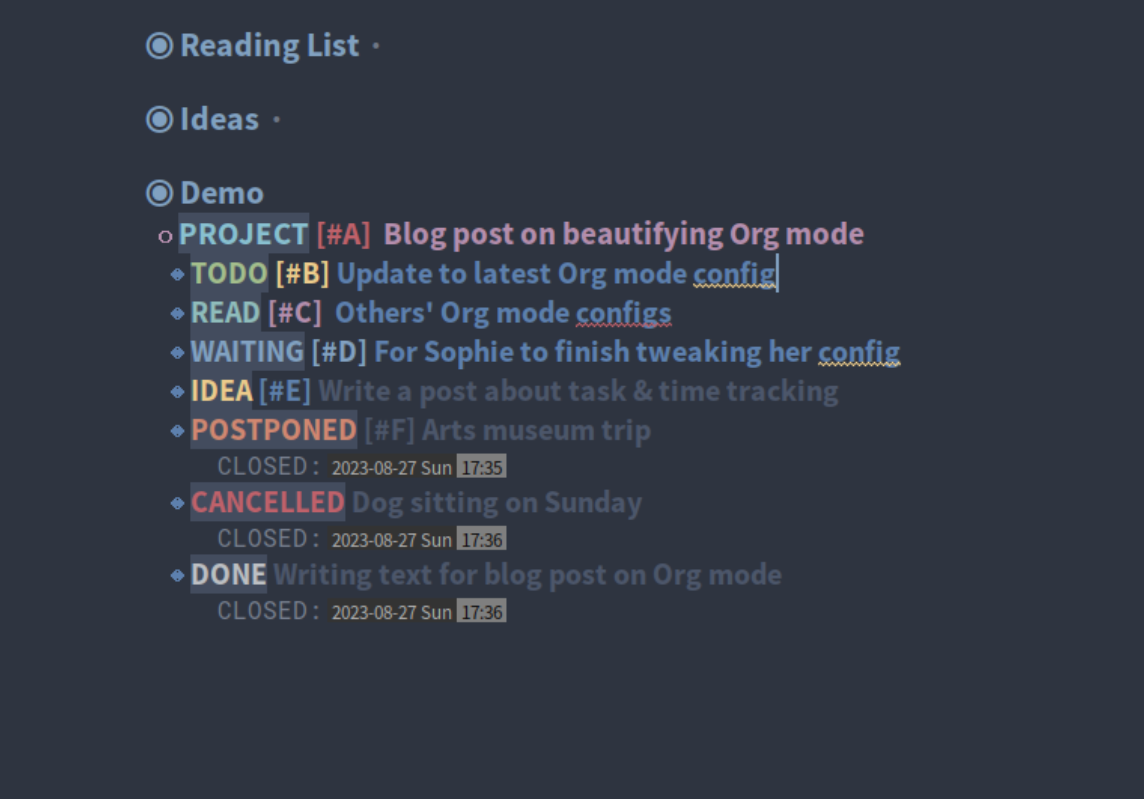 Reading List ·
Ideas ·
Demo
PROJECT [#A] Blog post on beautifying Org mode
TODO [#B] Update to latest Org mode config
READ [#C] Others' Org mode configs
WAITING [#D] For Sophie to finish tweaking her config
IDEA [#E] Write a post about task & time tracking
POSTPONED [#F] Arts museum trip
CLOSED: 2023-08-27 Sun 17:35
CANCELLED Dog sitting on Sunday
CLOSED: 2023-08-27 Sun 17:36
DONE Writing text for blog post on Org mode
CLOSED: 2023-08-27 Sun 17:36